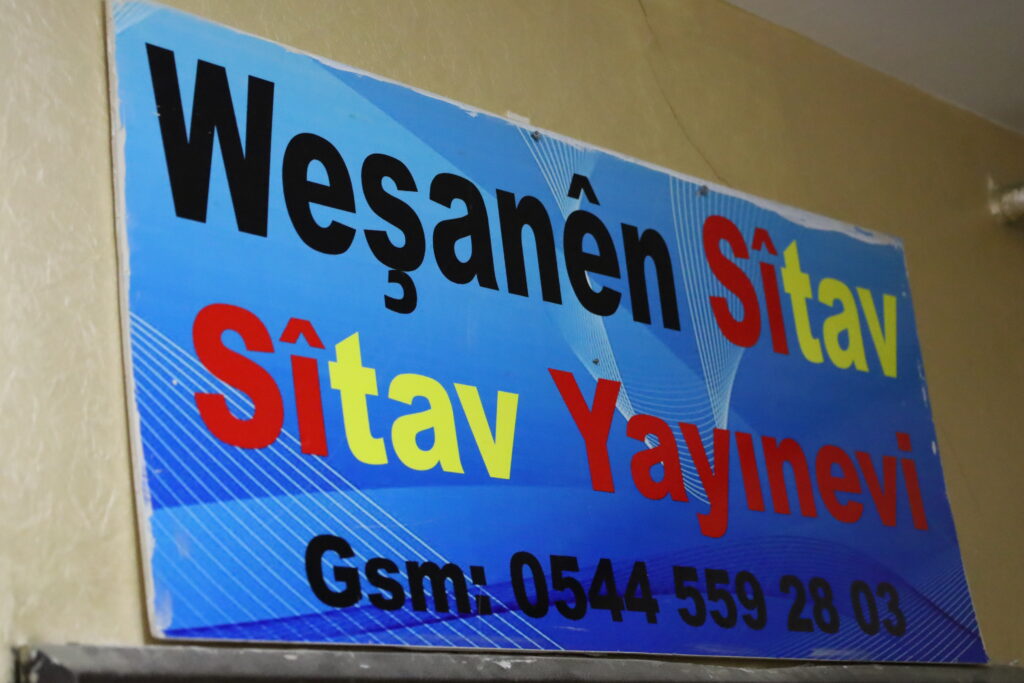 Weşanên Sîtav
Sîtav Yayınevi
Gsm: 0544 559 28 03